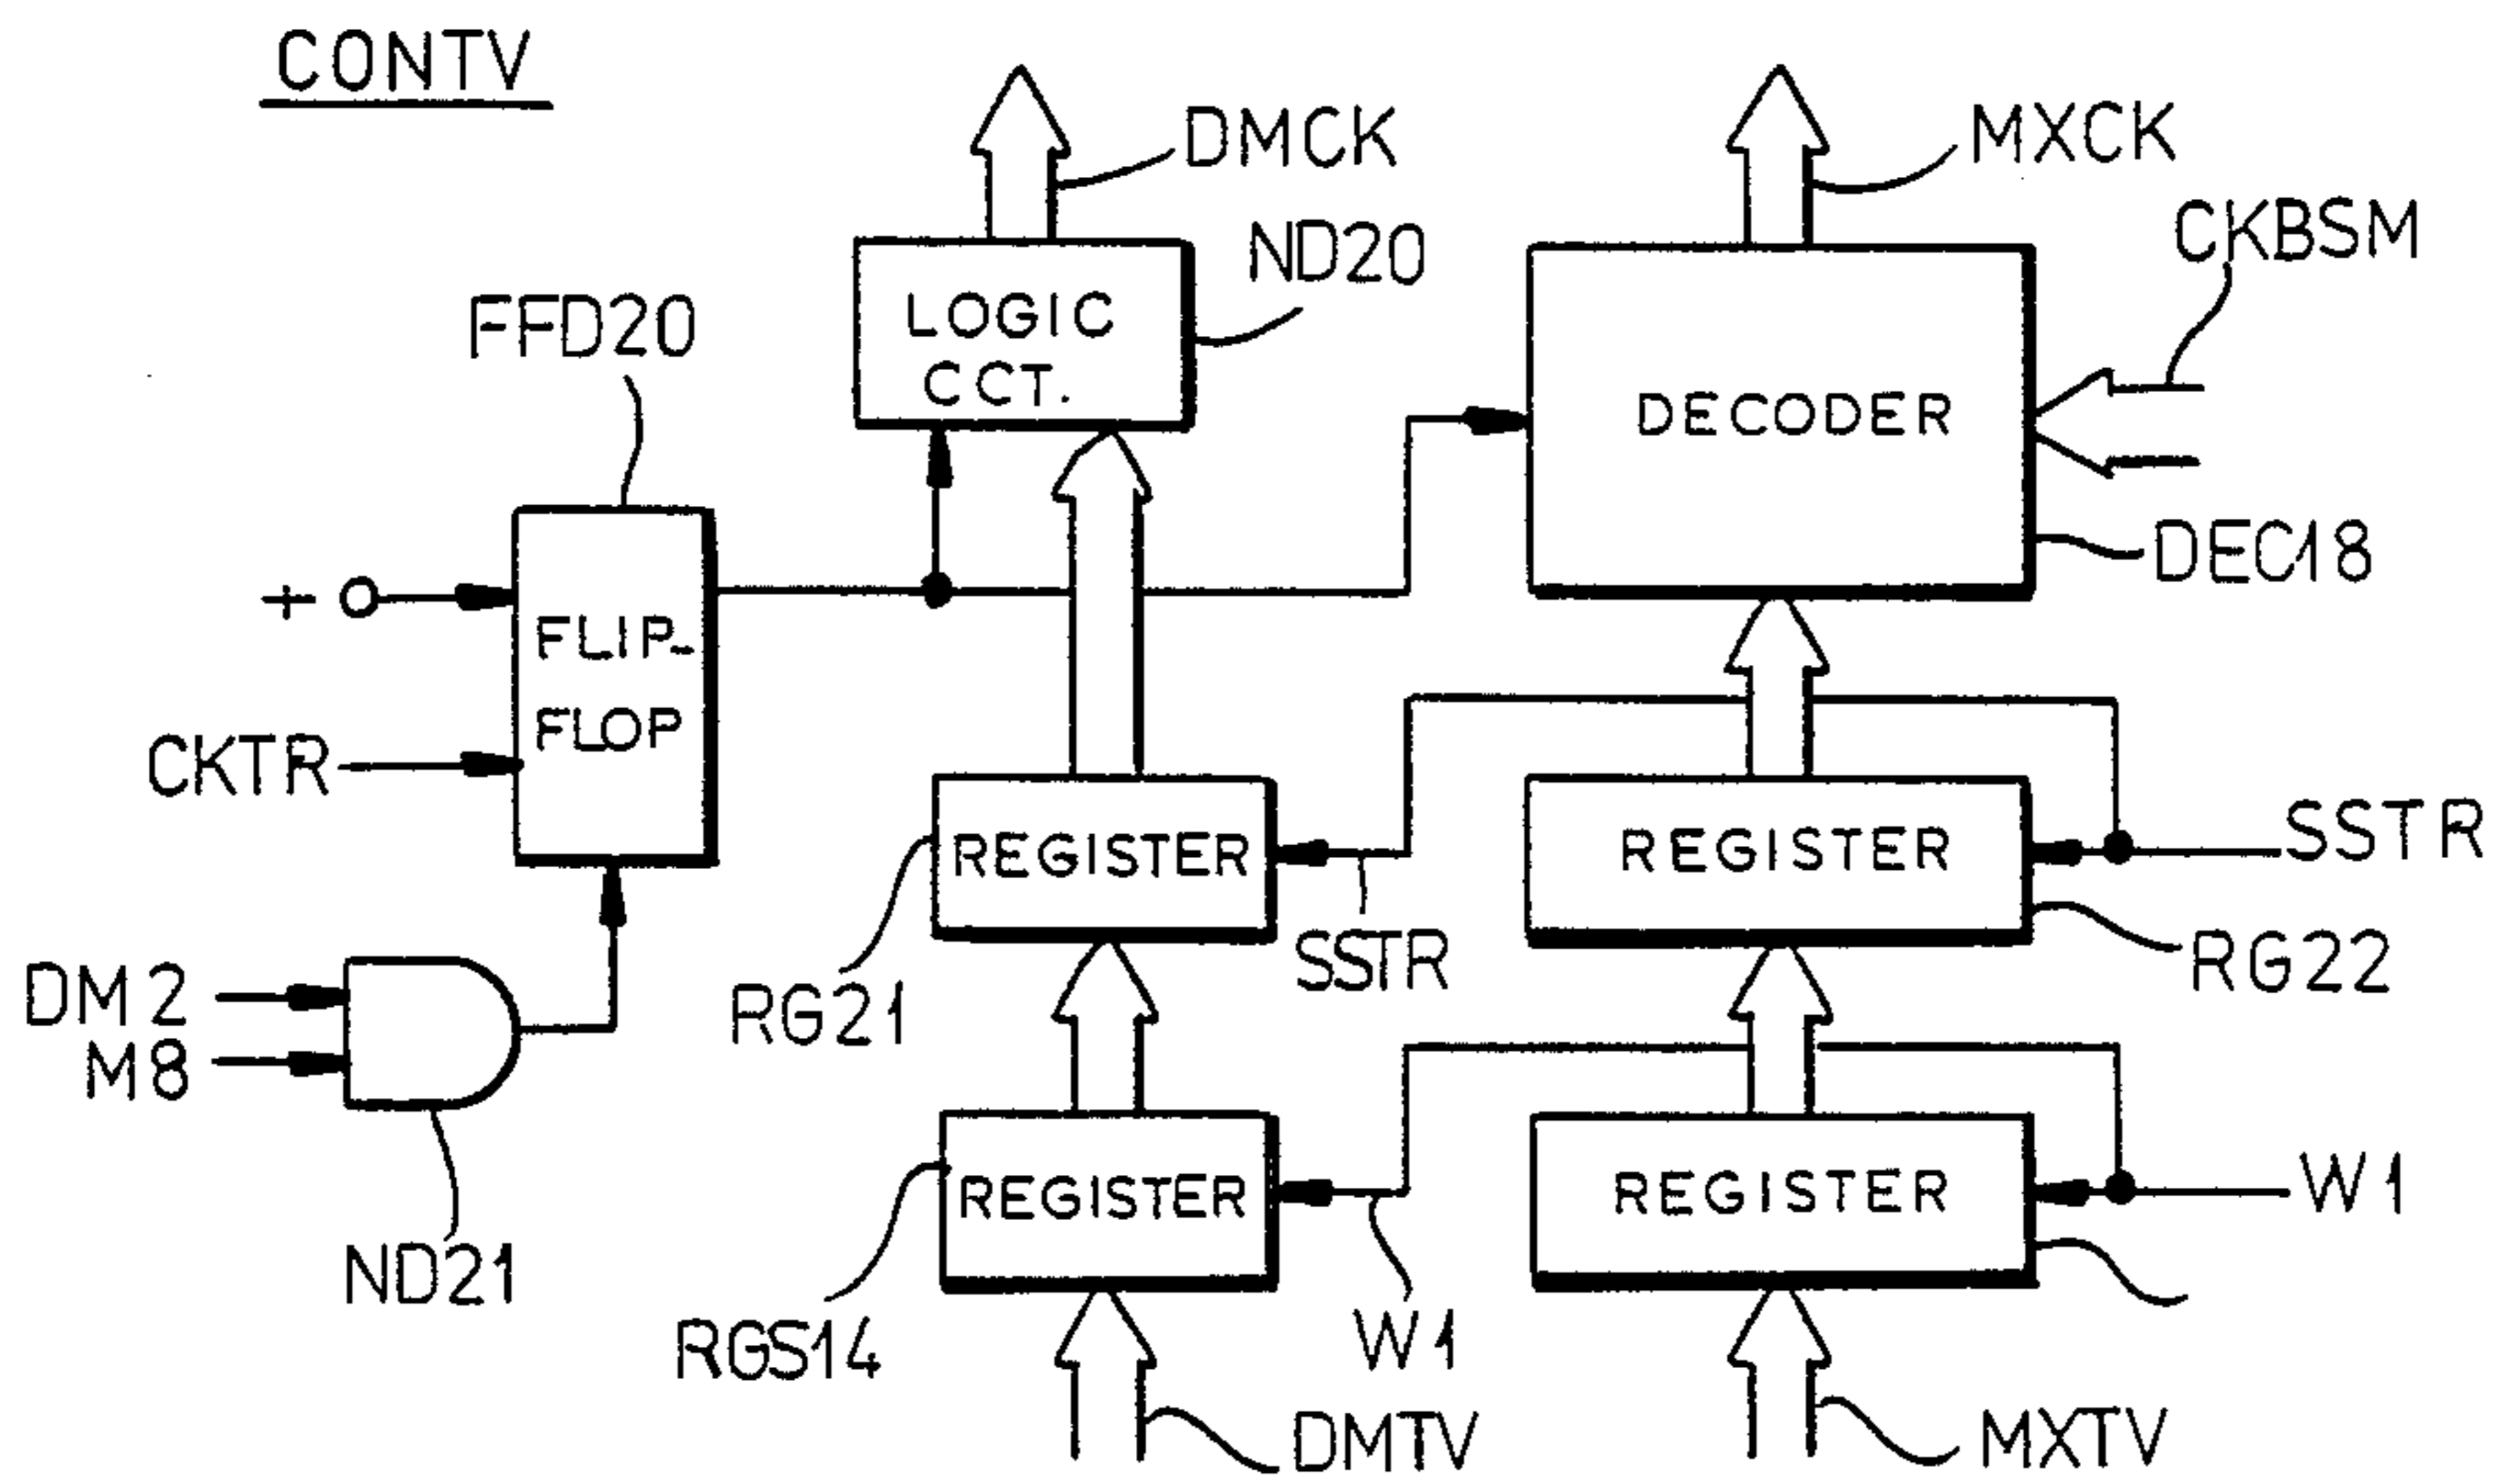 CONTV
DMCK
MXCK
CKBSM
ND20
FFD20
LOGIC
CCT.
DECODER
DEC18
+
FLIP-
FLOP
CKTR
REGISTER
REGISTER
SSTR
SSTR
RG21
RG22
DM2
M8
ND21
REGISTER
REGISTER
W1
W1
RGS14
DMTV
MXTV